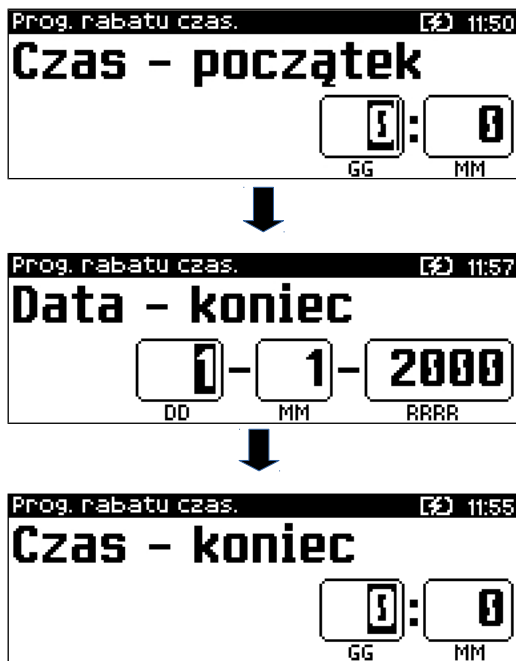 Prog. rabatu czas. 11:50
Czas - początek
0 : 0
GG MM
Prog. rabatu czas. 11:57
Data - koniec
1 - 1 - 2000
DD MM RRRR
Prog. rabatu czas. 11:55
Czas - koniec
0 : 0
GG MM